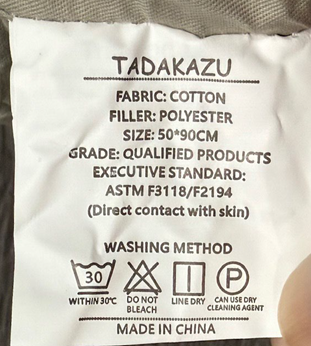 TADAKAZU
FABRIC: COTTON
FILLER: POLYESTER
SIZE: 50*90CM
GRADE: QUALIFIED PRODUCTS
EXECUTIVE STANDARD:
ASTM F3118/F2194
(Direct contact with skin)
WASHING METHOD
30 P
WITHIN 30℃ DO NOT BLEACH LINE DRY CAN USE DRY CLEANING AGENT
MADE IN CHINA